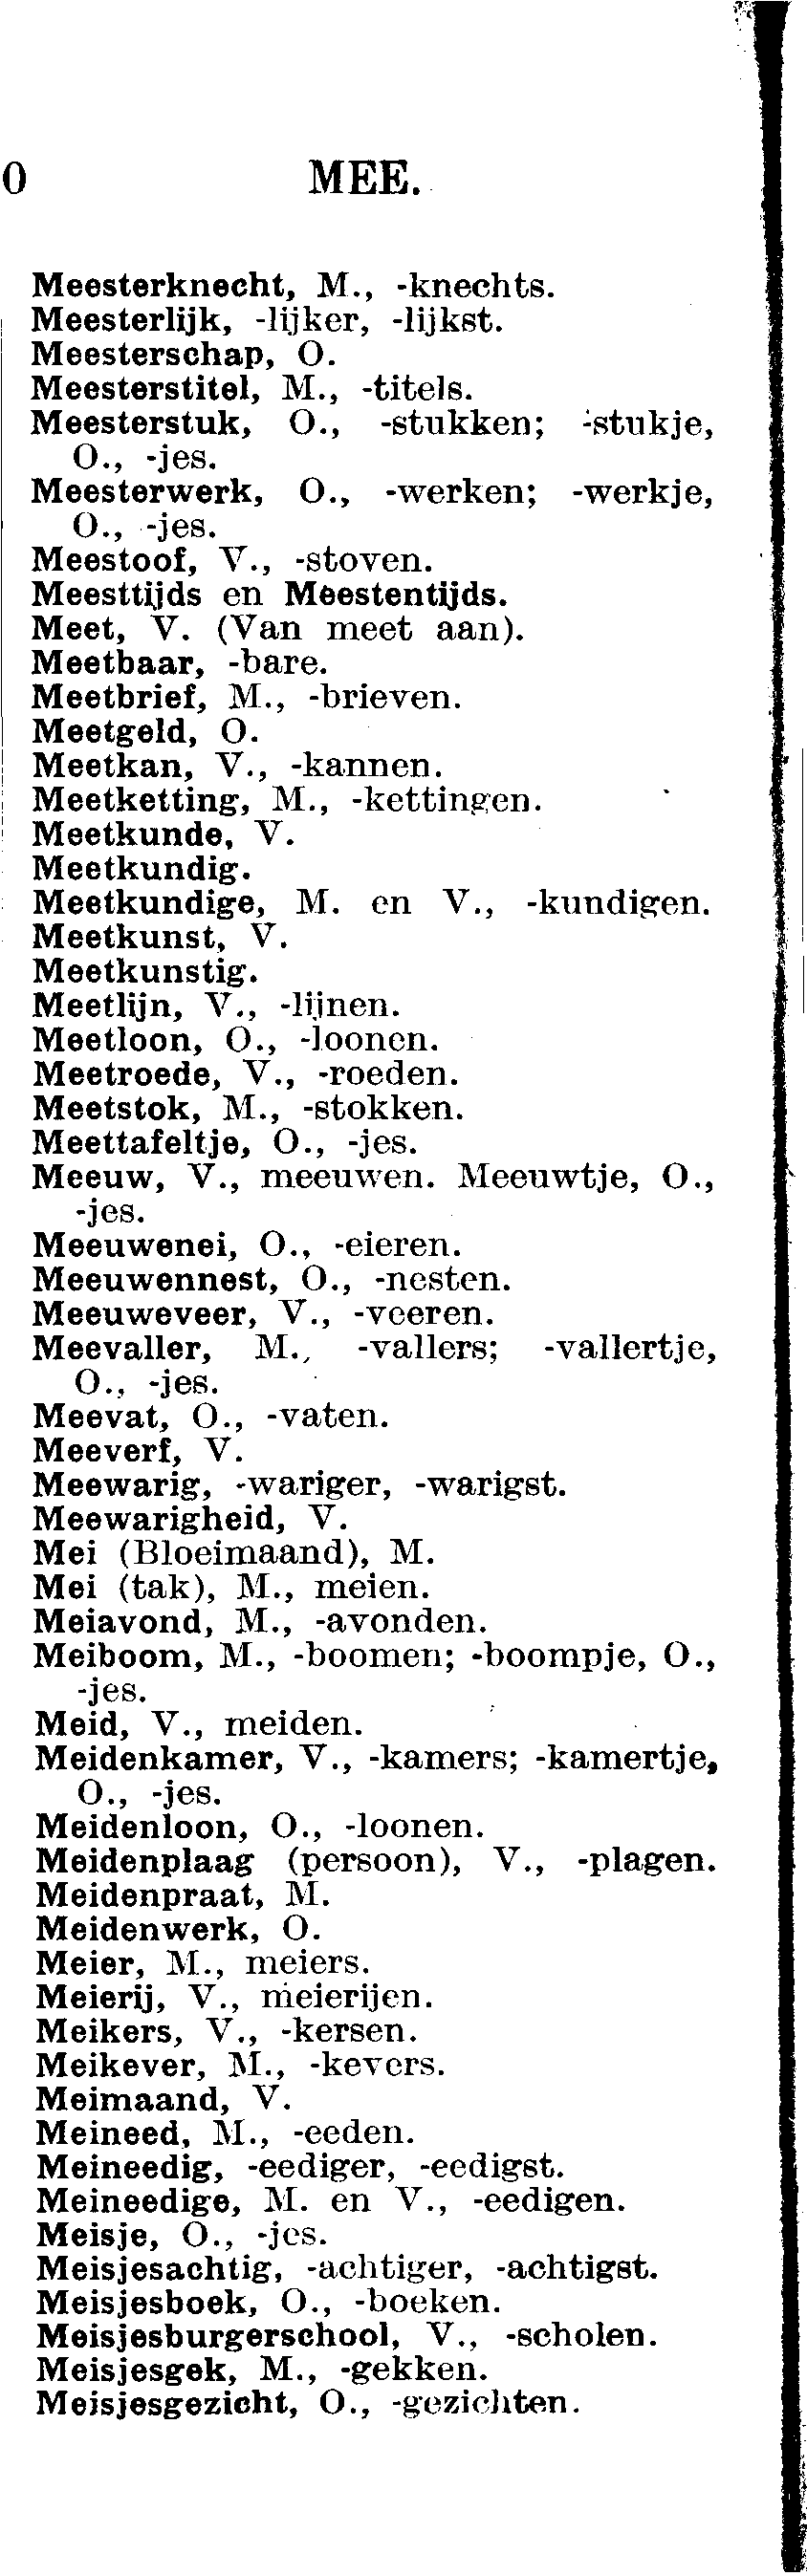 0 MEE.
Meesterknecht, M., -knechts.
Meesterlijk, -lijker, -lijkst.
Meesterschap, O.
Meesterstitel, M., -titels.
Meesterstuk, O., -stukken; -stukje,
O., -jes.
Meesterwerk, O., -werken; -werkje,
O., -jes.
Meestoof, V., -stoven.
Meesttijds en Meestentijds.
Meet, V. (Van meet aan).
Meetbaar, -bare.
Meetbrief, M., -brieven.
Meetgeld, O.
Meetkan, V., -kannen.
Meetketting, M., -kettingen.
Meetkunde, V.
Meetkundig.
Meetkundige, M. en V., -kundigen.
Meetkunst, V.
Meetkunstig.
Meetlijn, V., -lijnen.
Meetloon, O., -loonen.
Meetroede, V., -roeden.
Meetstok, M., -stokken.
Meettafeltje, O., -jes.
Meeuw, V., meeuwen. Meeuwtje, O.,
-jes.
Meeuwenei, O., -eieren.
Meeuwennest, O., -nesten.
Meeuweveer, V., -veeren.
Meevaller, M., -vallers; -vallertje,
O., -jes.
Meevat, O., -vaten.
Meeverf, V.
Meewarig, -wariger, -warigst.
Meewarigheid, V.
Mei (Bloeimaand), M.
Mei (tak), M., meien.
Meiavond, M., -avonden.
Meiboom, M., -boomen; -boompje, O.,
-jes.
Meid, V., meiden.
Meidenkamer, V., -kamers; -kamertje,
O., -jes.
Meidenloon, O., -loonen.
Meidenplaag (persoon), V., -plagen.
Meidenpraat, M.
Meidenwerk, O.
Meier, M., meiers.
Meierij, V., meierijen.
Meikers, V., -kersen.
Meikever, M., -kevers.
Meimaand, V.
Meineed, M., -eeden.
Meineedig, -eediger, -eedigst.
Meineedige, M. en V., -eedigen.
Meisje, O., -jes.
Meisjesachtig, -achtiger, -achtigst.
Meisjesboek, O., -boeken.
Meisjesburgerschool, V., -scholen.
Meisjesgek, M., -gekken.
Meisjesgezicht, O., -gezichten.